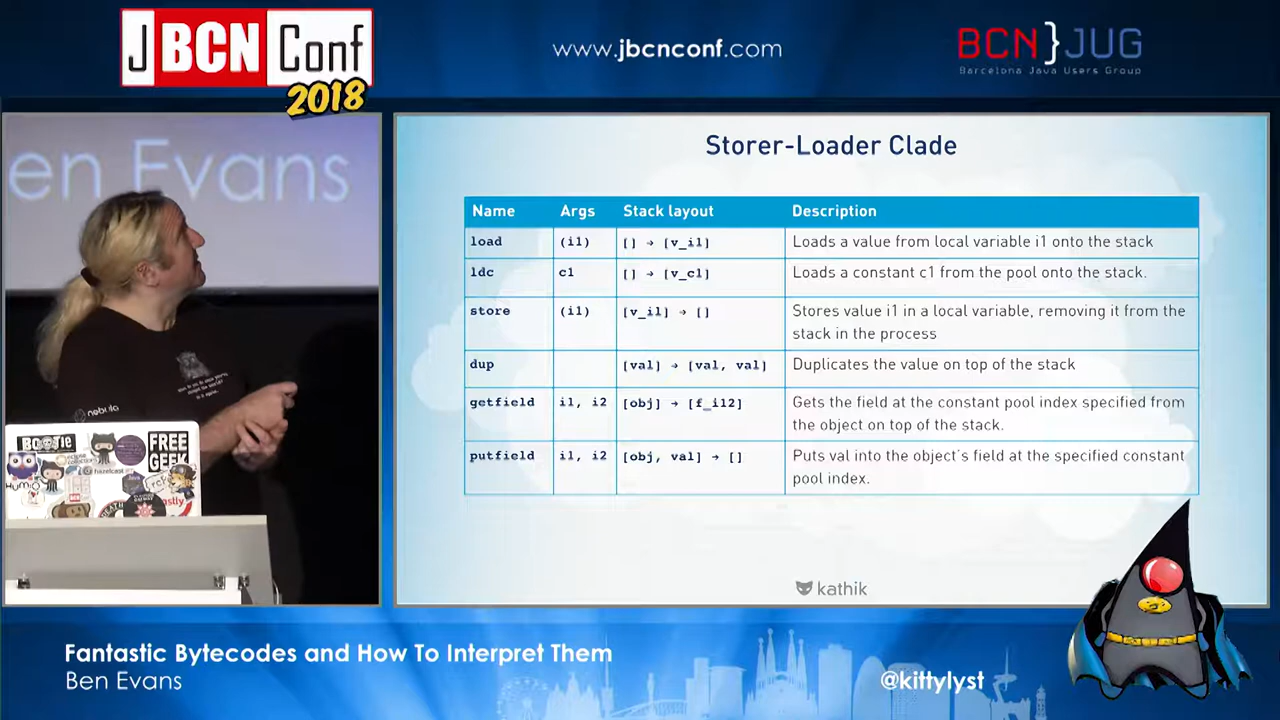 JBCNConf
2018
www.jbcnconf.com
BCN}JUG
Barcelona Java Users Group
en Evans
nebula
FREE
GEEK
Storer-Loader Clade
Name Args Stack layout Description
load (i1) [] → [v_i1] Loads a value from local variable i1 onto the stack
ldc c1 [] → [v_c1] Loads a constant c1 from the pool onto the stack.
store (i1) [v_i1] → [] Stores value i1 in a local variable, removing it from the
stack in the process
dup [val] → [val, val] Duplicates the value on top of the stack
getfield i1, i2 [obj] → [f_i12] Gets the field at the constant pool index specified from
the object on top of the stack.
putfield i1, i2 [obj, val] → [] Puts val into the object's field at the specified constant
pool index.
kathik
Fantastic Bytecodes and How To Interpret Them
Ben Evans
@kittylyst